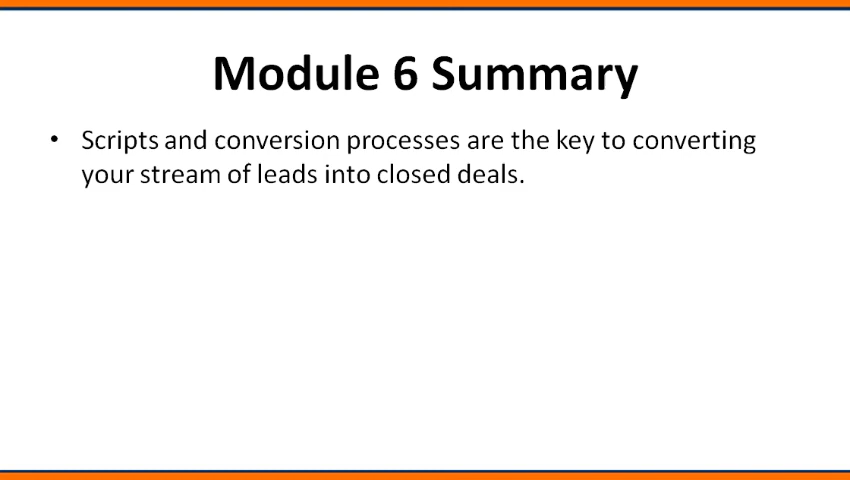 Module 6 Summary
• Scripts and conversion processes are the key to converting
your stream of leads into closed deals.